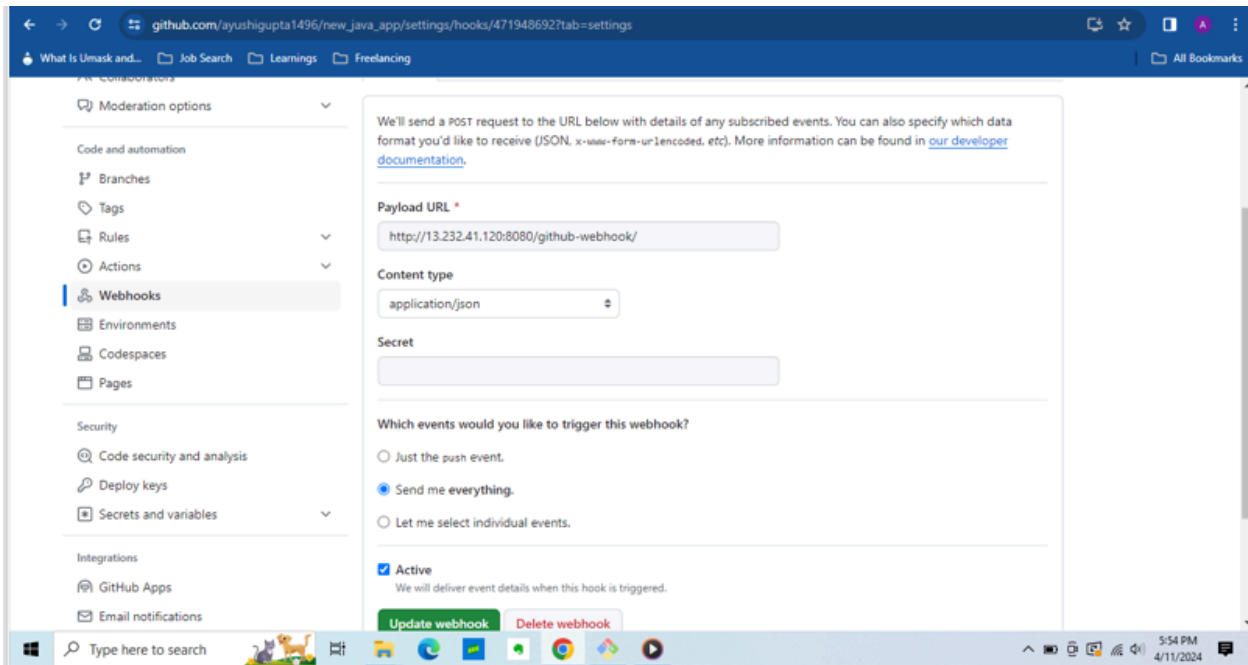 github.com/ayushigupta1496/new_java_app/settings/hooks/471948692?tab=settings
A
What Is Umask and...
Job Search
Learnings
Freelancing
All Bookmarks
Collaborators
Moderation options
Code and automation
Branches
Tags
Rules
Actions
Webhooks
Environments
Codespaces
Pages
Security
Code security and analysis
Deploy keys
Secrets and variables
Integrations
GitHub Apps
Email notifications
We'll send a POST request to the URL below with details of any subscribed events. You can also specify which data
format you'd like to receive (JSON, x-www-form-urlencoded, etc). More information can be found in our developer
documentation.
Payload URL *
http://13.232.41.120:8080/github-webhook/
Content type
application/json
Secret
Which events would you like to trigger this webhook?
Just the push event.
Send me everything.
Let me select individual events.
Active
We will deliver event details when this hook is triggered.
Update webhook
Delete webhook
Type here to search
5:54 PM
4/11/2024